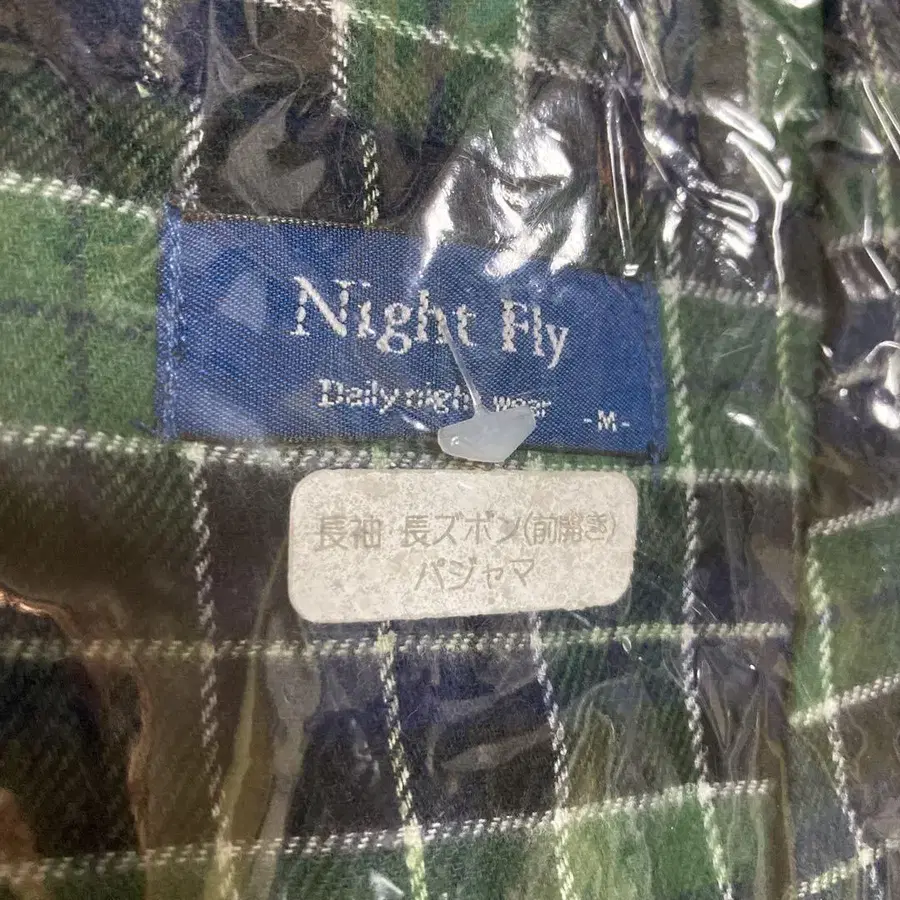 Night Fly
Daily night wear
-M-
長袖 長ズボン(前開き)
パジャマ